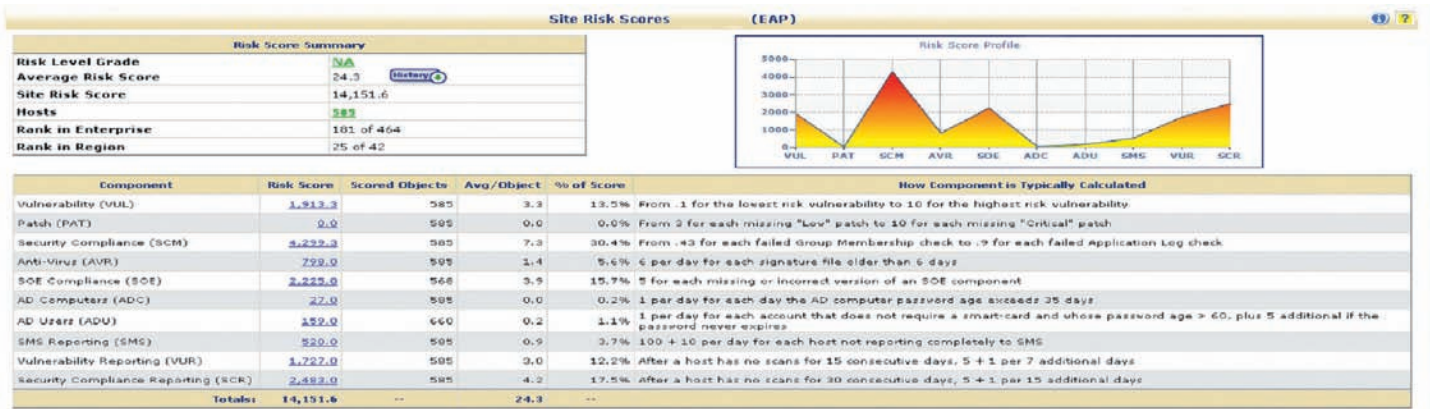 Site Risk Scores (EAP)
Risk Score Summary
Risk Level Grade NA
Average Risk Score 24.3 History
Site Risk Score 14,151.6
Hosts 585
Rank in Enterprise 181 of 464
Rank in Region 25 of 42
Risk Score Profile
5000
4000
3000
2000
1000
0
VUL PAT SCM AVR SOE ADC ADU SMS VUR SCR
Component Risk Score Scored Objects Avg/Object % of Score How Component is Typically Calculated
Vulnerability (VUL) 1,913.3 585 3.3 13.5% From .1 for the lowest risk vulnerability to 10 for the highest risk vulnerability
Patch (PAT) 0.0 585 0.0 0.0% From 3 for each missing "Low" patch to 10 for each missing "Critical" patch
Security Compliance (SCM) 4,299.3 585 7.3 30.4% From .43 for each failed Group Membership check to .9 for each failed Application Log check
Anti-Virus (AVR) 798.0 585 1.4 5.6% 6 per day for each signature file older than 6 days
SOE Compliance (SOE) 2,225.0 568 3.9 15.7% 5 for each missing or incorrect version of an SOE component
AD Computers (ADC) 27.0 585 0.0 0.2% 1 per day for each day the AD computer password age exceeds 35 days
AD Users (ADU) 159.0 660 0.2 1.1% 1 per day for each account that does not require a smart-card and whose password age > 60, plus 5 additional if the
password never expires
SMS Reporting (SMS) 520.0 585 0.9 3.7% 100 + 10 per day for each host not reporting completely to SMS
Vulnerability Reporting (VUR) 1,727.0 585 3.0 12.2% After a host has no scans for 15 consecutive days, 5 + 1 per 7 additional days
Security Compliance Reporting (SCR) 2,483.0 585 4.2 17.5% After a host has no scans for 30 consecutive days, 5 + 1 per 15 additional days
Totals: 14,151.6 -- 24.3 --